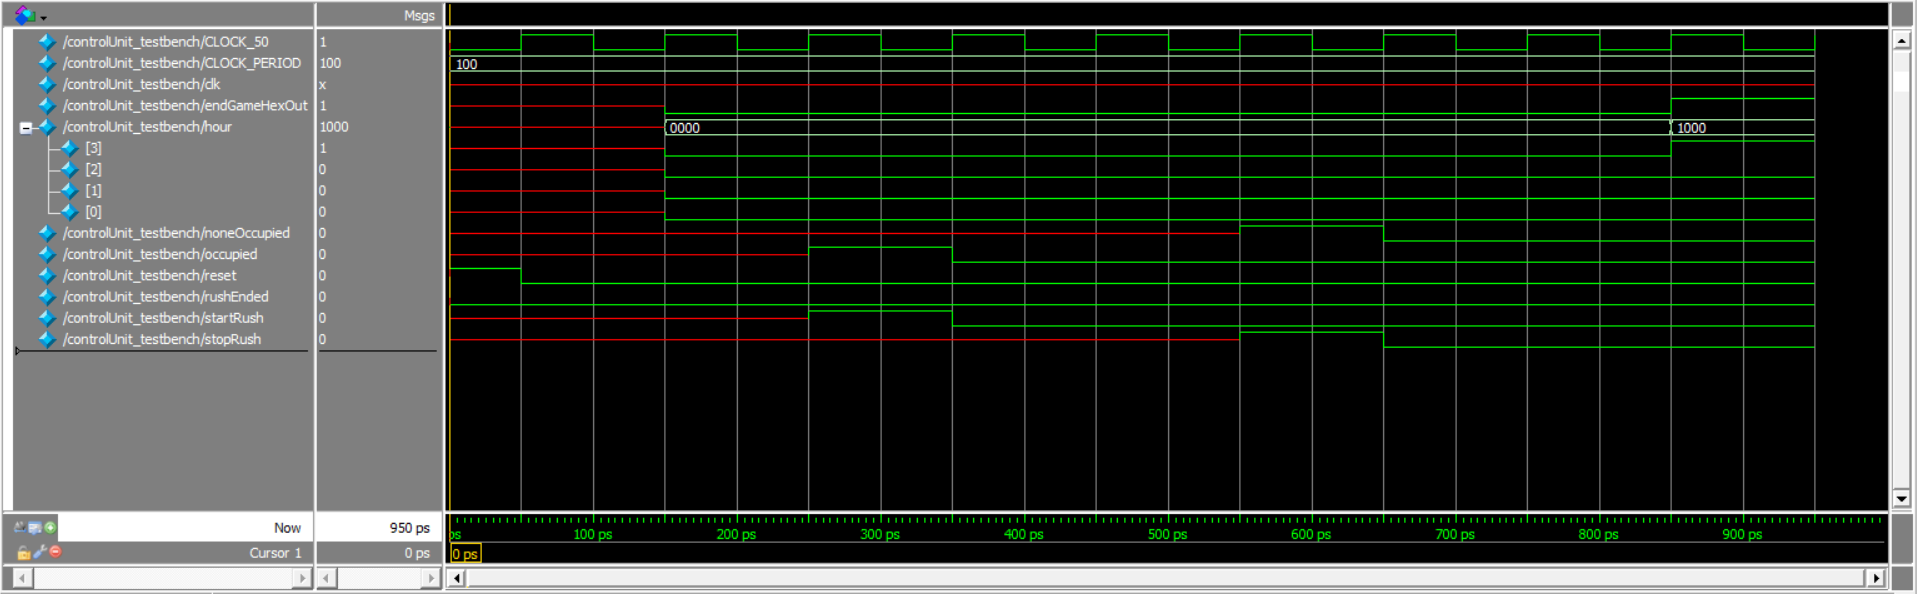 Msgs
/controlUnit_testbench/CLOCK_50 1
/controlUnit_testbench/CLOCK_PERIOD 100 100
/controlUnit_testbench/clk x
/controlUnit_testbench/endGameHexOut 1
/controlUnit_testbench/hour 1000 0000 1000
[3] 1
[2] 0
[1] 0
[0] 0
/controlUnit_testbench/noneOccupied 0
/controlUnit_testbench/occupied 0
/controlUnit_testbench/reset 0
/controlUnit_testbench/rushEnded 0
/controlUnit_testbench/startRush 0
/controlUnit_testbench/stopRush 0
Now 950 ps ps 100 ps 200 ps 300 ps 400 ps 500 ps 600 ps 700 ps 800 ps 900 ps
Cursor 1 0 ps 0 ps